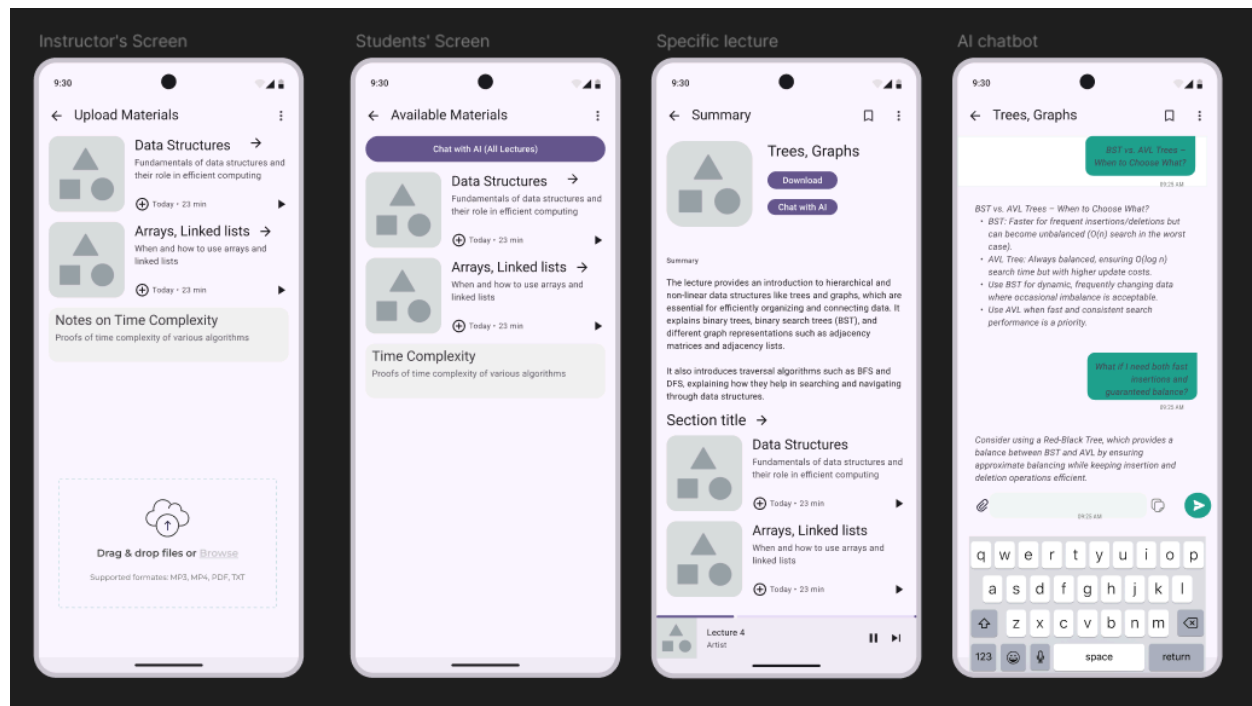 Instructor's Screen
9:30
Upload Materials
Data Structures
Fundamentals of data structures and
their role in efficient computing
Today • 23 min
Arrays, Linked lists
When and how to use arrays and
linked lists
Today • 23 min
Notes on Time Complexity
Proofs of time complexity of various algorithms
Drag & drop files or Browse
Supported formates: MP3, MP4, PDF, TXT
Students' Screen
9:30
Available Materials
Chat with AI (All Lectures)
Data Structures
Fundamentals of data structures and
their role in efficient computing
Today • 23 min
Arrays, Linked lists
When and how to use arrays and
linked lists
Today • 23 min
Time Complexity
Proofs of time complexity of various algorithms
Specific lecture
9:30
Summary
Trees, Graphs
Download
Chat with AI
Summary
The lecture provides an introduction to hierarchical and
non-linear data structures like trees and graphs, which are
essential for efficiently organizing and connecting data. It
explains binary trees, binary search trees (BST), and
different graph representations such as adjacency
matrices and adjacency lists.
It also introduces traversal algorithms such as BFS and
DFS, explaining how they help in searching and navigating
through data structures.
Section title
Data Structures
Fundamentals of data structures and
their role in efficient computing
Today • 23 min
Arrays, Linked lists
When and how to use arrays and
linked lists
Today • 23 min
Lecture 4
Artist
AI chatbot
9:30
Trees, Graphs
BST vs. AVL Trees –
When to Choose What?
09:25 AM
BST vs. AVL Trees – When to Choose What?
• BST: Faster for frequent insertions/deletions but
can become unbalanced (O(n) search in the worst
case).
• AVL Tree: Always balanced, ensuring O(log n)
search time but with higher update costs.
• Use BST for dynamic, frequently changing data
where occasional imbalance is acceptable.
• Use AVL when fast and consistent search
performance is a priority.
What if I need both fast
insertions and
guaranteed balance?
09:25 AM
Consider using a Red-Black Tree, which provides a
balance between BST and AVL by ensuring
approximate balancing while keeping insertion and
deletion operations efficient.
09:25 AM
q w e r t y u i o p
a s d f g h j k l
z x c v b n m
123 space return